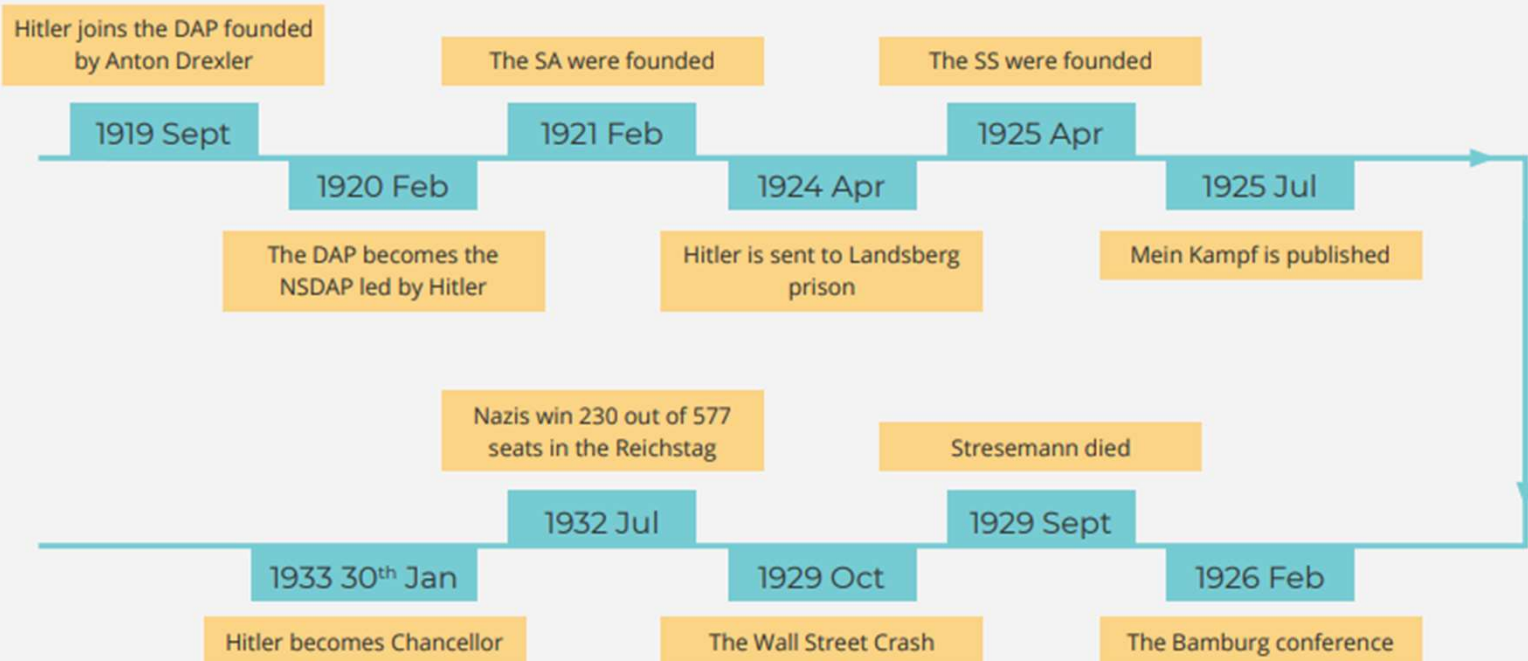 Hitler joins the DAP founded
by Anton Drexler
1919 Sept
1920 Feb
The DAP becomes the
NSDAP led by Hitler
The SA were founded
1921 Feb
1924 Apr
Hitler is sent to Landsberg
prison
The SS were founded
1925 Apr
1925 Jul
Mein Kampf is published
1926 Feb
The Bamburg conference
Stresemann died
1929 Sept
1929 Oct
The Wall Street Crash
Nazis win 230 out of 577
seats in the Reichstag
1932 Jul
1933 30th Jan
Hitler becomes Chancellor